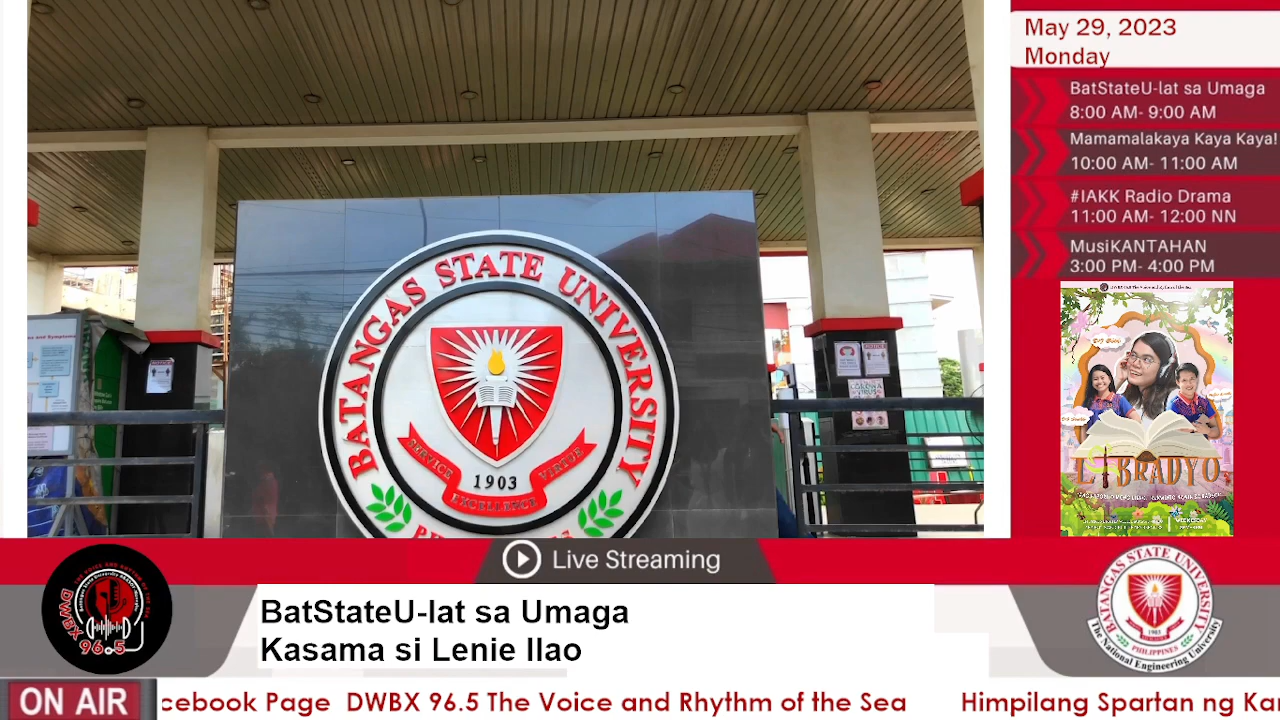 BATANGAS STATE UNIVERSITY
SERVICE
EXCELLENCE
VIRTUE
1903
May 29, 2023
Monday
BatStateU-lat sa Umaga
8:00 AM- 9:00 AM
Mamamalakaya Kaya Kaya!
10:00 AM- 11:00 AM
#IAKK Radio Drama
11:00 AM- 12:00 NN
MusiKANTAHAN
3:00 PM- 4:00 PM
LIBRADYO
Live Streaming
DWBX
96.5
BatStateU-lat sa Umaga
Kasama si Lenie Ilao
BATANGAS STATE UNIVERSITY
1903
PHILIPPINES
The National Engineering University
ON AIR
cebook Page DWBX 96.5 The Voice and Rhythm of the Sea Himpilang Spartan ng Ka